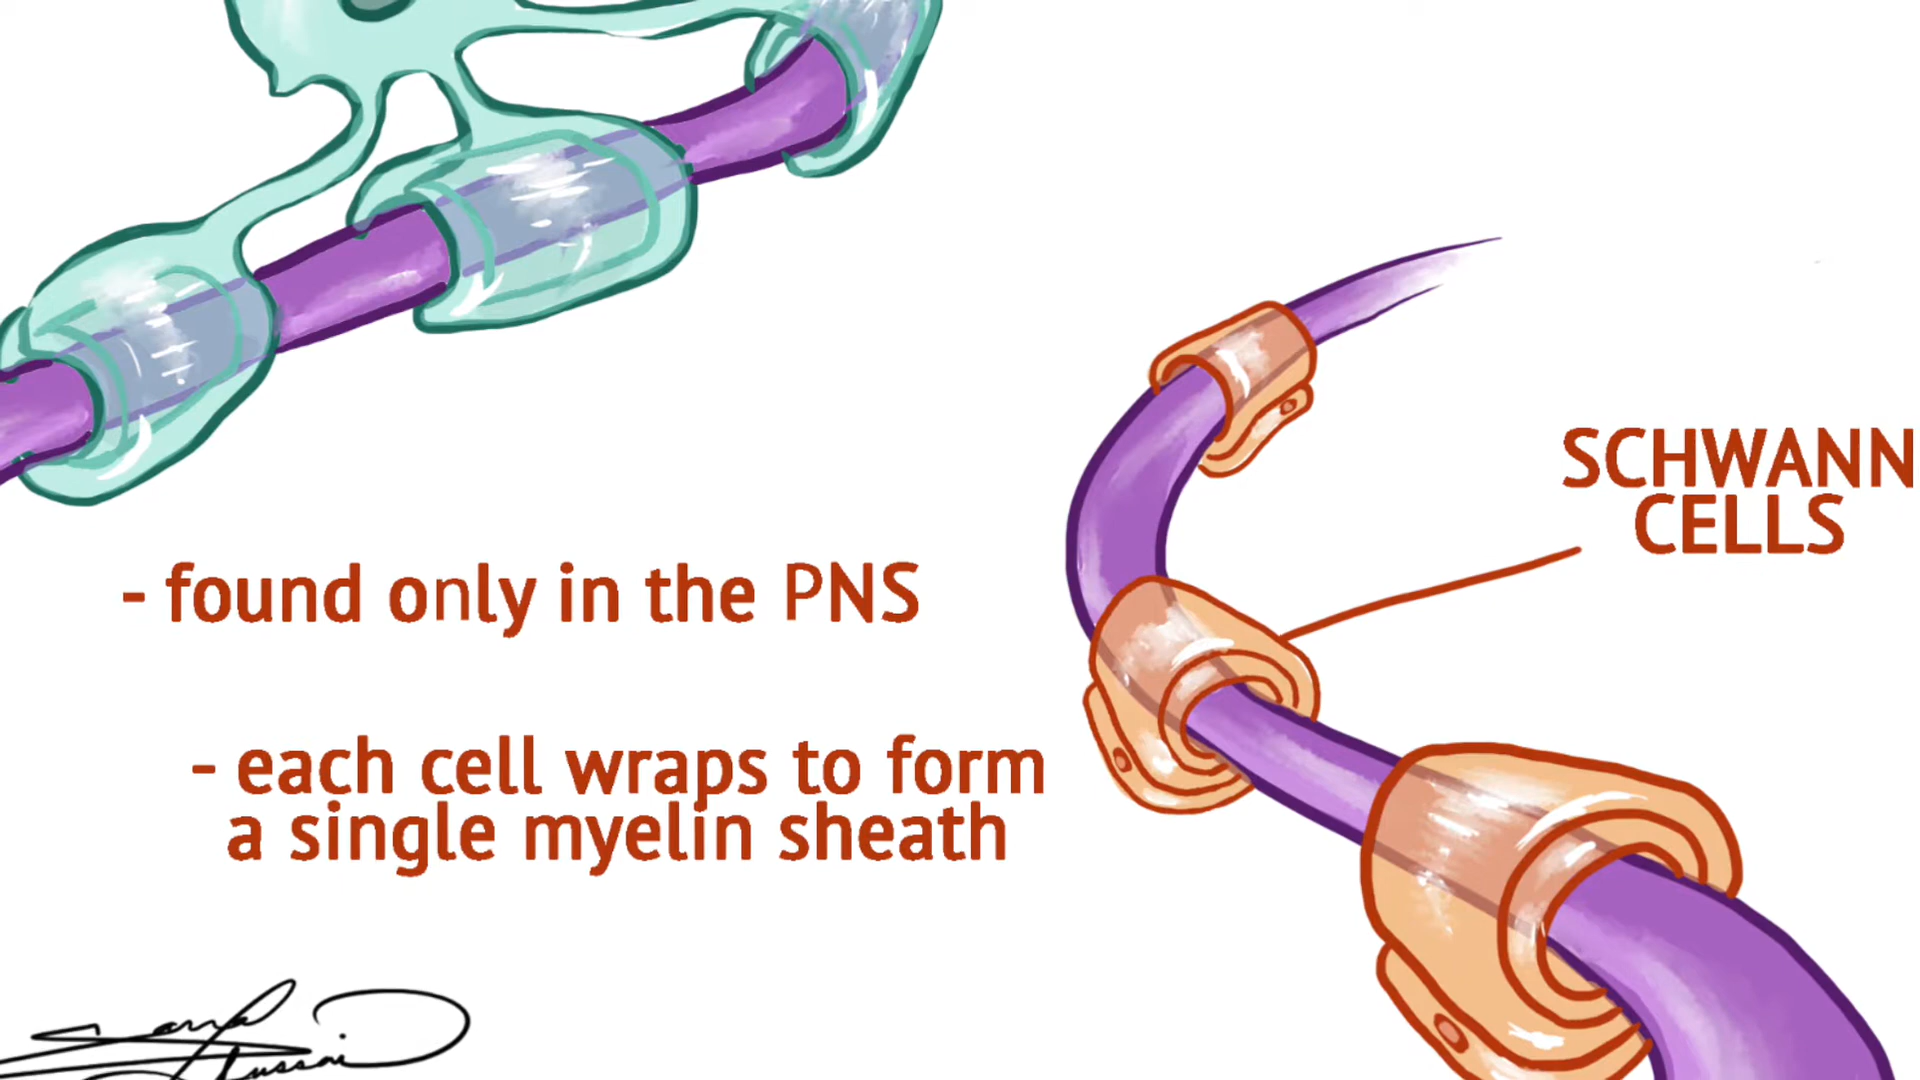 SCHWANN
CELLS
- found only in the PNS
- each cell wraps to form
a single myelin sheath